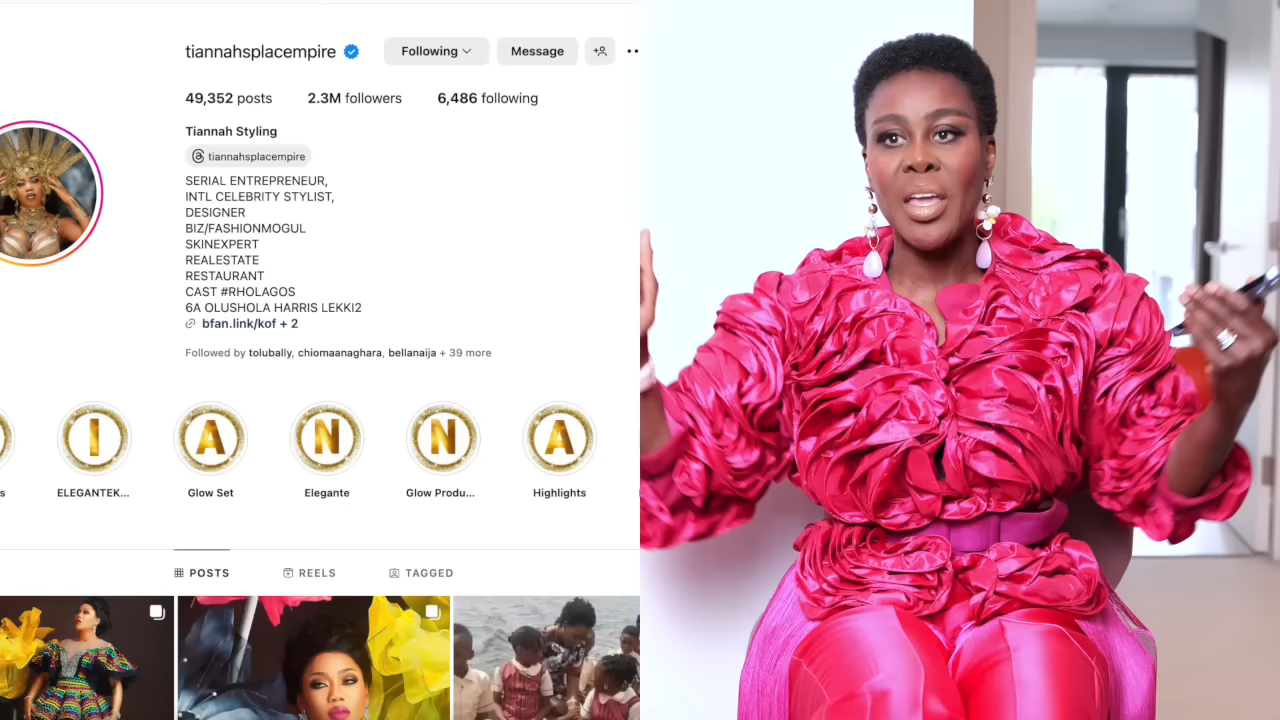 tiannahsplacempire Following Message
49,352 posts 2.3M followers 6,486 following
Tiannah Styling
tiannahsplacempire
SERIAL ENTREPRENEUR,
INTL CELEBRITY STYLIST,
DESIGNER
BIZ/FASHIONMOGUL
SKINEXPERT
REALESTATE
RESTAURANT
CAST #RHOLAGOS
6A OLUSHOLA HARRIS LEKKI2
bfan.link/kof + 2
Followed by tolubally, chiomaanaghara, bellanaija + 39 more
I A N N A
s ELEGANTEK... Glow Set Elegante Glow Produ... Highlights
POSTS REELS TAGGED